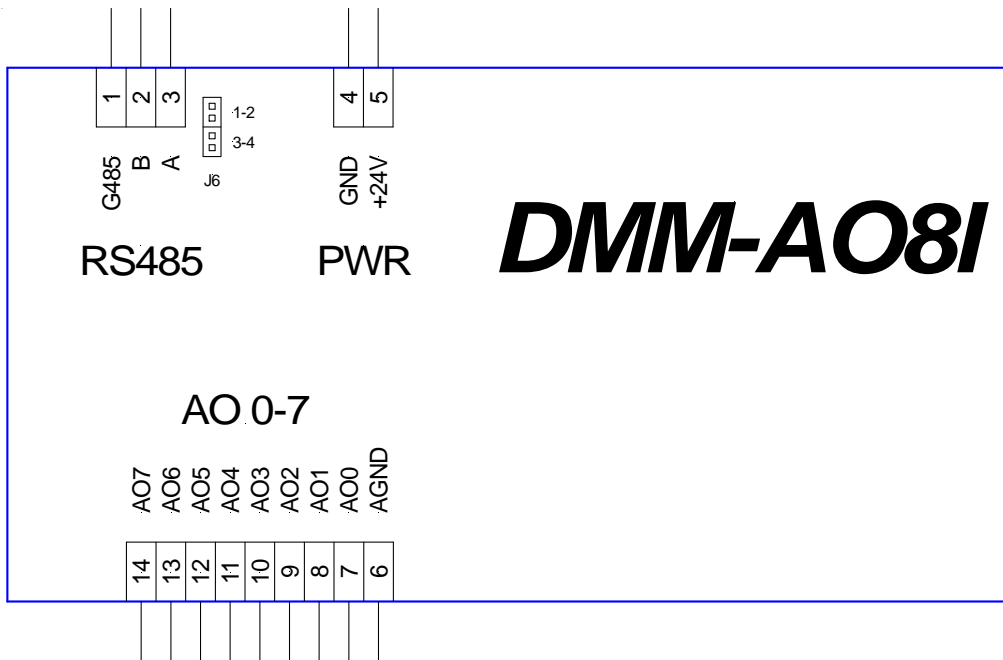 1 2 3 4 5
1-2
3-4
J6
G485 B A GND +24V
RS485 PWR
DMM-AO8I
AO 0-7
AO7 AO6 AO5 AO4 AO3 AO2 AO1 AO0 AGND
14 13 12 11 10 9 8 7 6